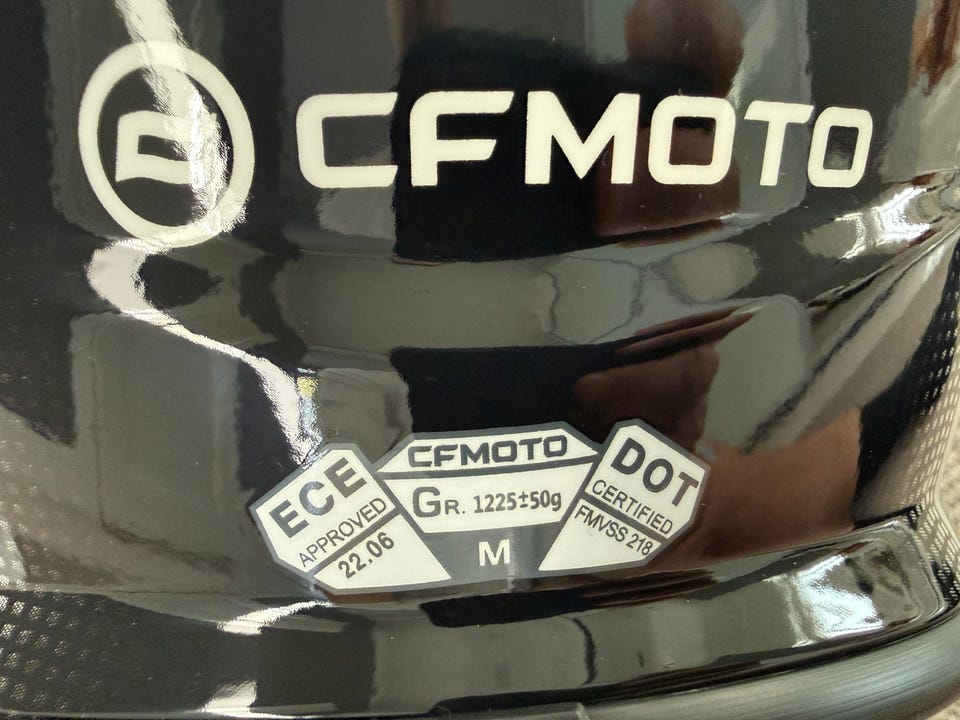 CFMOTO
CFMOTO
GR. 1225±50g
M
ECE
APPROVED
22.06
DOT
CERTIFIED
FMVSS 218